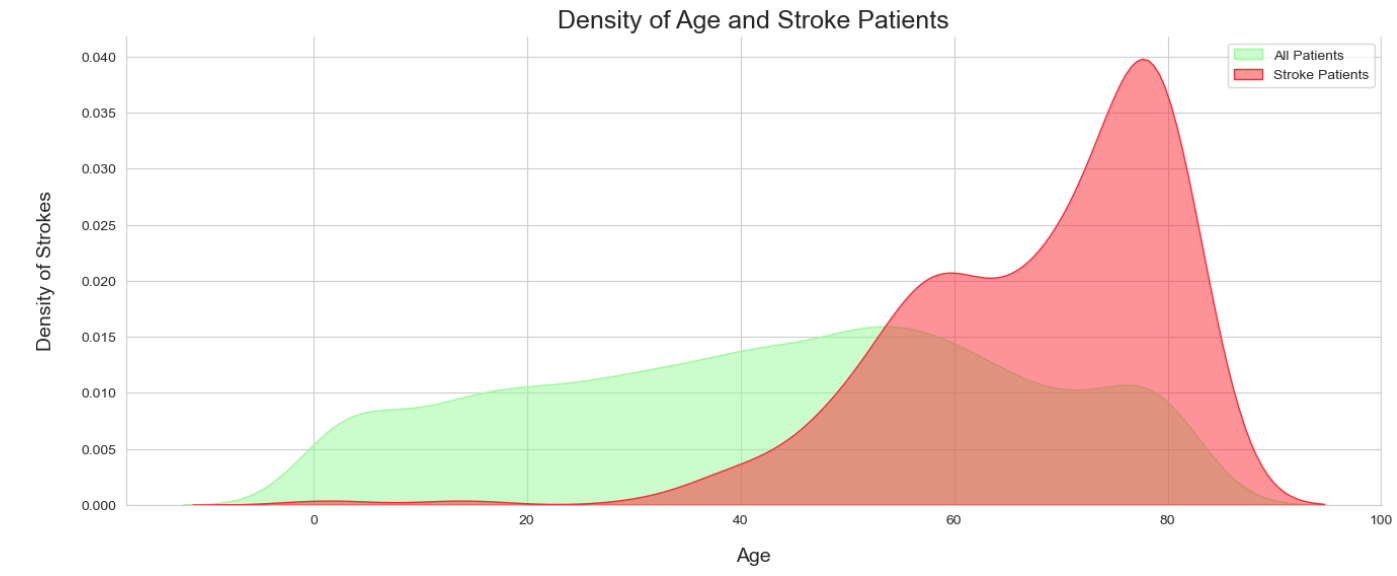 Density of Age and Stroke Patients
All Patients
Stroke Patients
0.040
0.035
0.030
0.025
0.020
0.015
0.010
0.005
0.000
Density of Strokes
0 20 40 60 80 100
Age